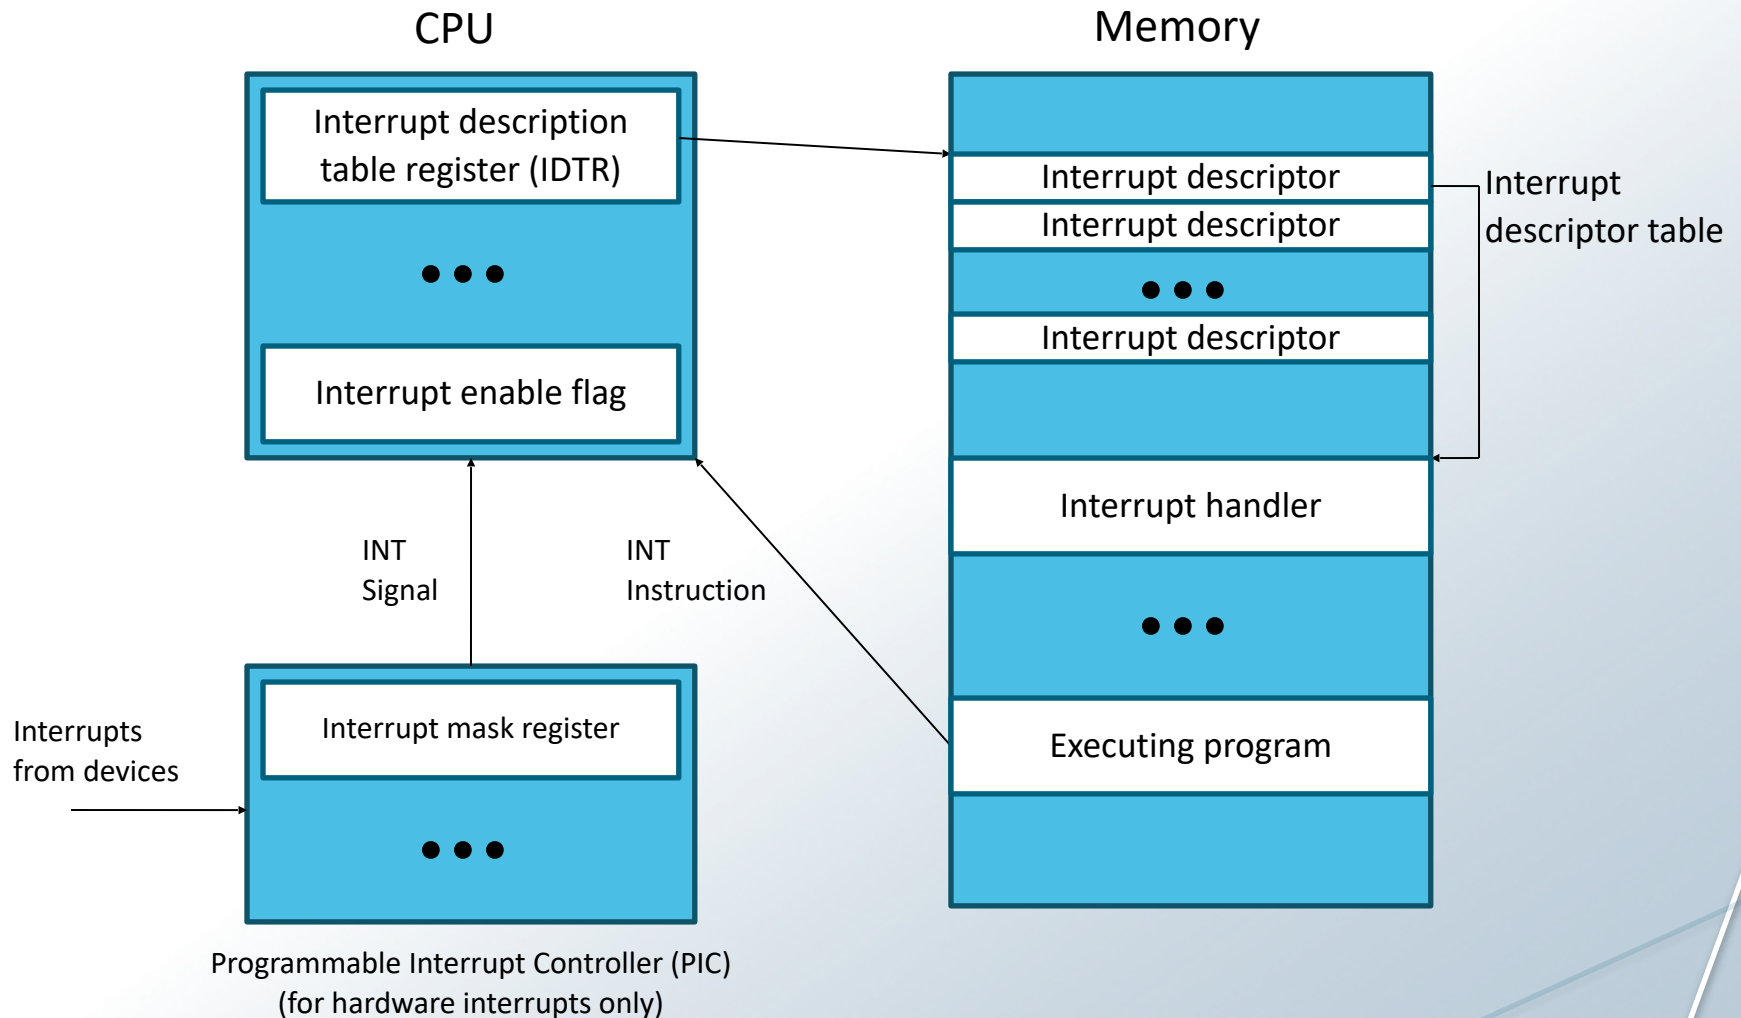 CPU
Memory
Interrupt description
table register (IDTR)
Interrupt enable flag
Interrupt descriptor
Interrupt descriptor
Interrupt descriptor
Interrupt
descriptor table
Interrupt handler
INT
Signal
INT
Instruction
Interrupts
from devices
Interrupt mask register
Executing program
Programmable Interrupt Controller (PIC)
(for hardware interrupts only)